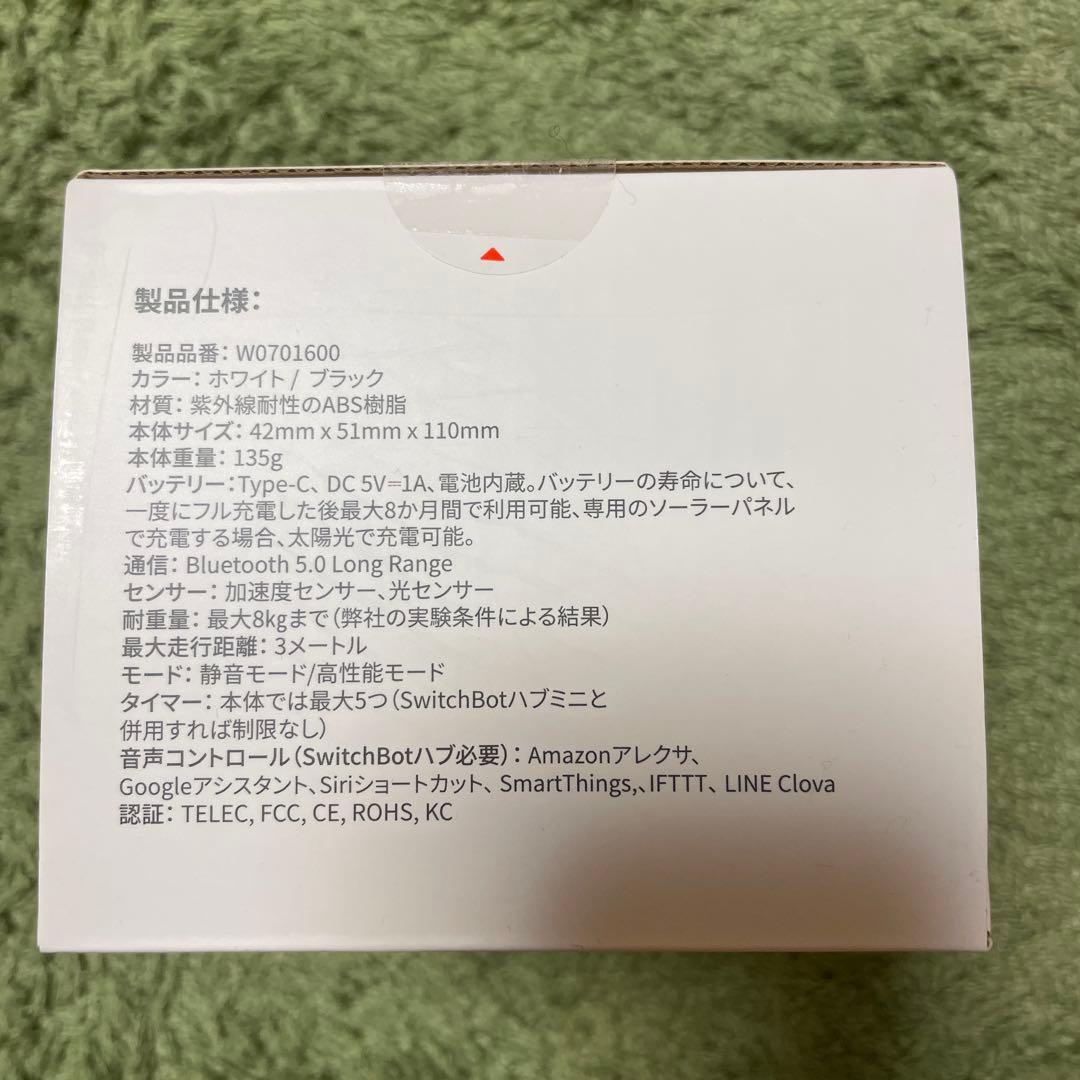 製品仕様：
製品品番：W0701600
カラー：ホワイト / ブラック
材質：紫外線耐性のABS樹脂
本体サイズ：42mm x 51mm x 110mm
本体重量：135g
バッテリー：Type-C、DC 5V⎓1A、電池内蔵。バッテリーの寿命について、
一度にフル充電した後最大8か月間で利用可能、専用のソーラーパネル
で充電する場合、太陽光で充電可能。
通信：Bluetooth 5.0 Long Range
センサー：加速度センサー、光センサー
耐重量：最大8kgまで（弊社の実験条件による結果）
最大走行距離：3メートル
モード：静音モード/高性能モード
タイマー：本体では最大5つ（SwitchBotハブミニと
併用すれば制限なし）
音声コントロール（SwitchBotハブ必要）：Amazonアレクサ、
Googleアシスタント、Siriショートカット、SmartThings,、IFTTT、LINE Clova
認証：TELEC, FCC, CE, ROHS, KC